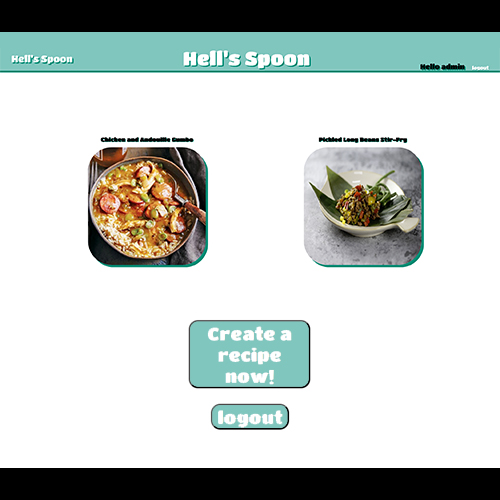 Hell's Spoon
Hell's Spoon
Hello admin
logout
Chicken and Andouille Gumbo
Pickled Long Beans Stir-Fry
Create a
recipe
now!
logout